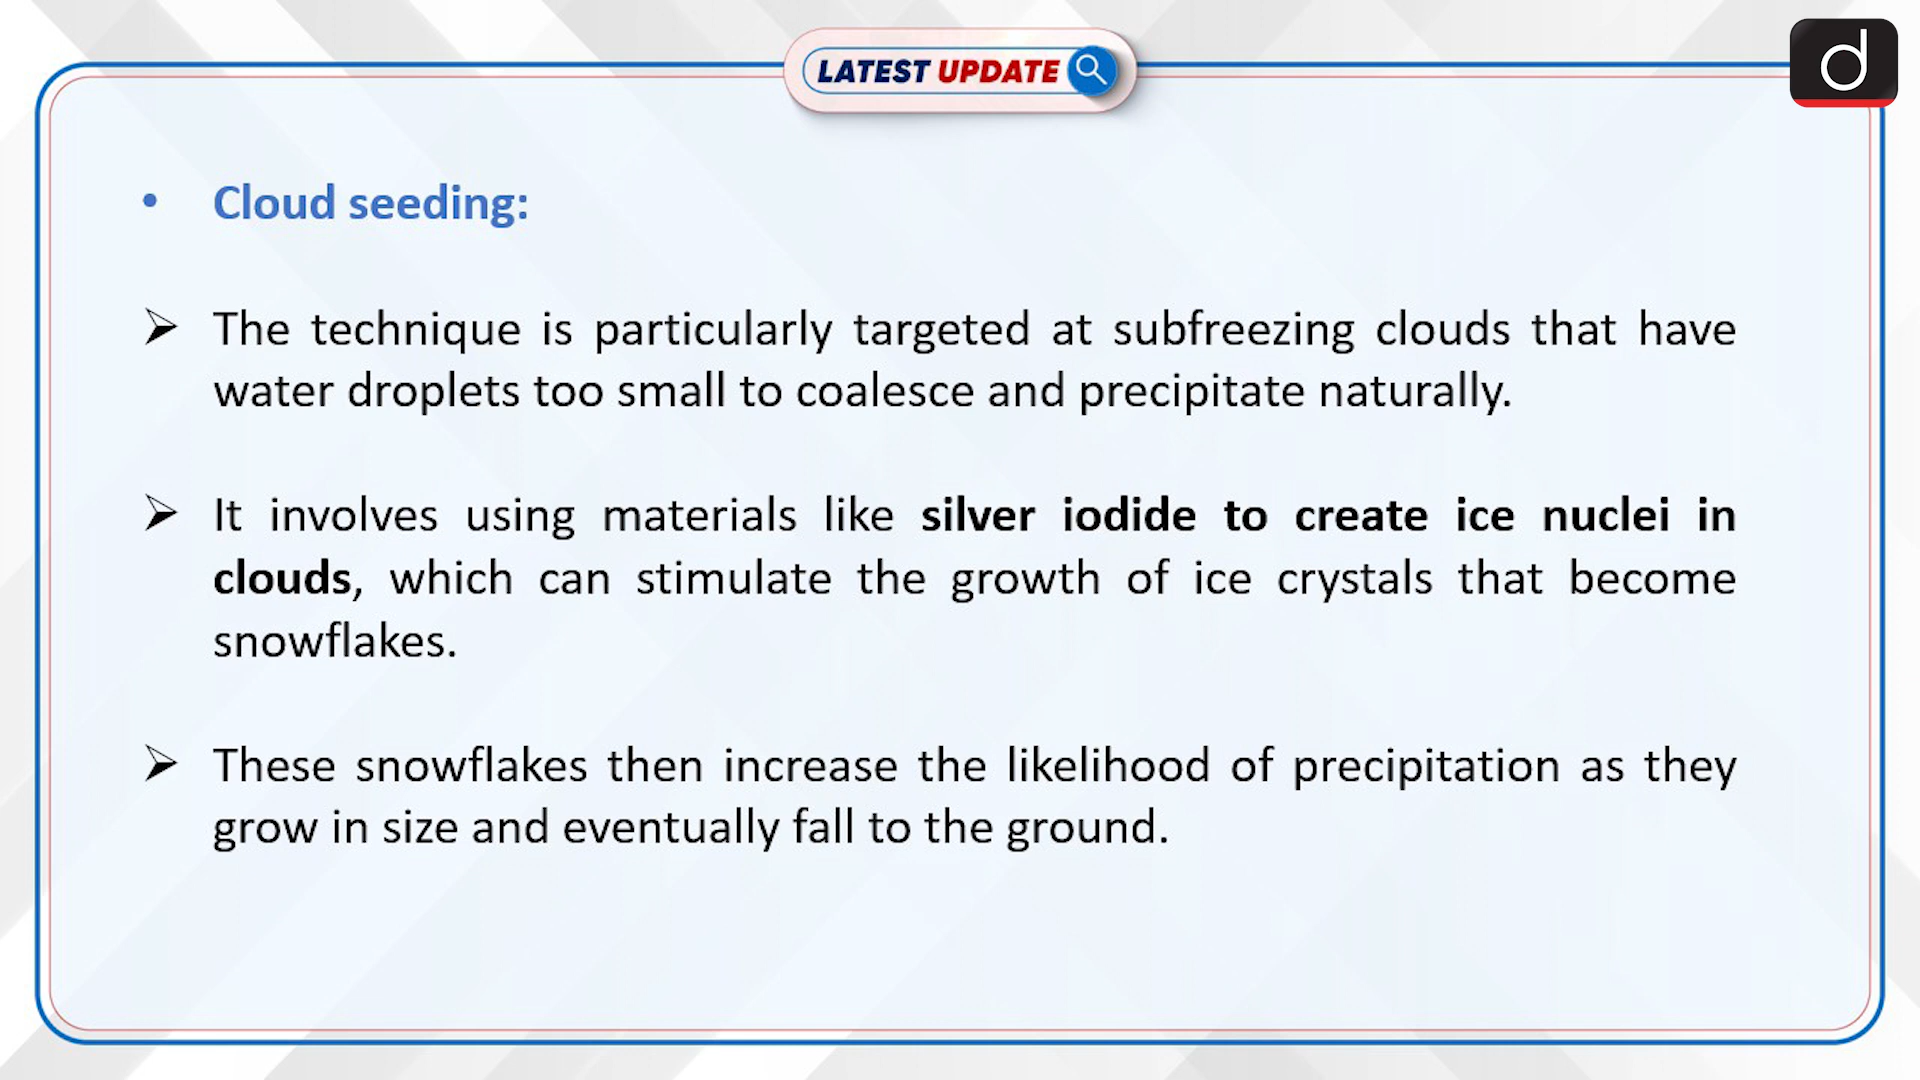 LATEST UPDATE
d
• Cloud seeding:
➢ The technique is particularly targeted at subfreezing clouds that have
water droplets too small to coalesce and precipitate naturally.
➢ It involves using materials like silver iodide to create ice nuclei in
clouds, which can stimulate the growth of ice crystals that become
snowflakes.
➢ These snowflakes then increase the likelihood of precipitation as they
grow in size and eventually fall to the ground.